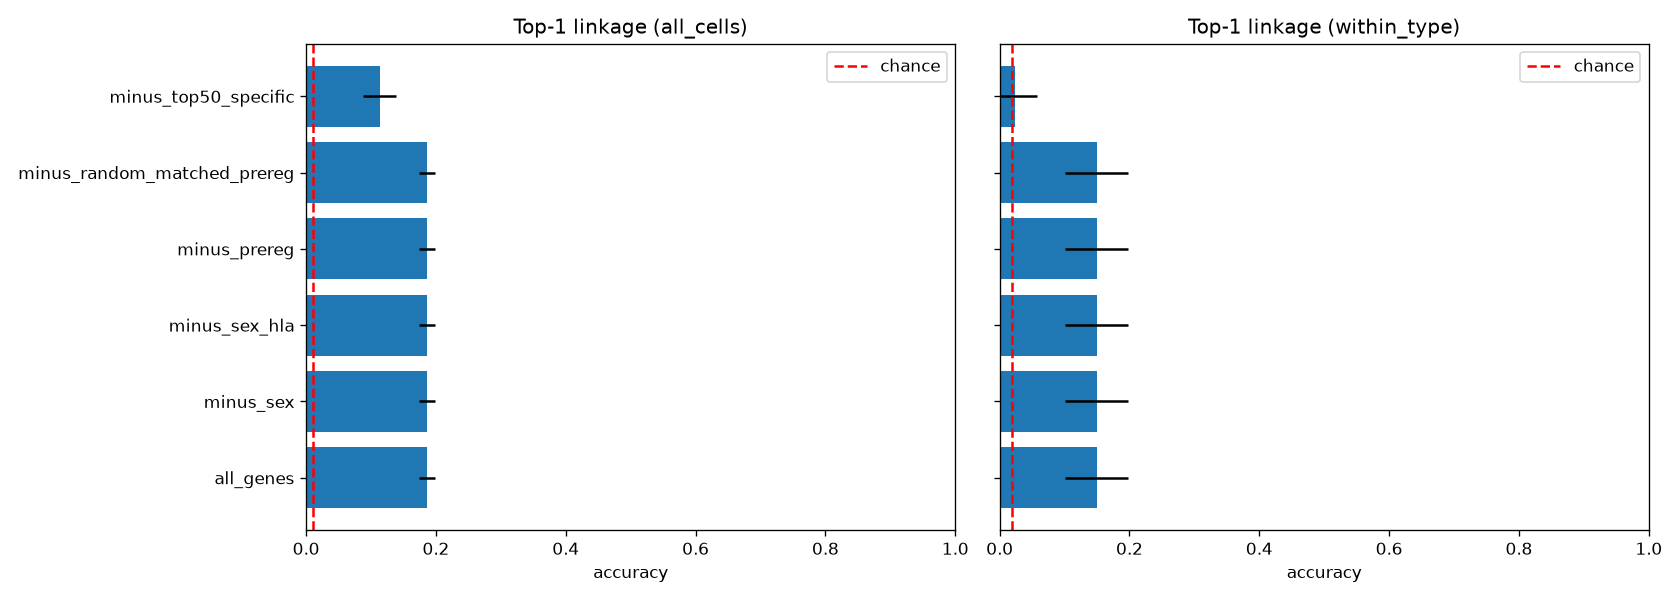 Top-1 linkage (all_cells)
chance
minus_top50_specific
minus_random_matched_prereg
minus_prereg
minus_sex_hla
minus_sex
all_genes
0.0 0.2 0.4 0.6 0.8 1.0
accuracy
Top-1 linkage (within_type)
chance
0.0 0.2 0.4 0.6 0.8 1.0
accuracy